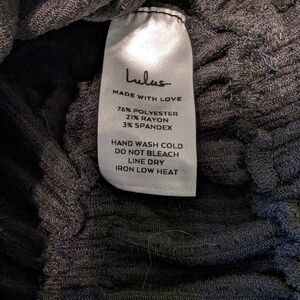 Lulus
MADE WITH LOVE
76% POLYESTER
21% RAYON
3% SPANDEX
HAND WASH COLD
DO NOT BLEACH
LINE DRY
IRON LOW HEAT